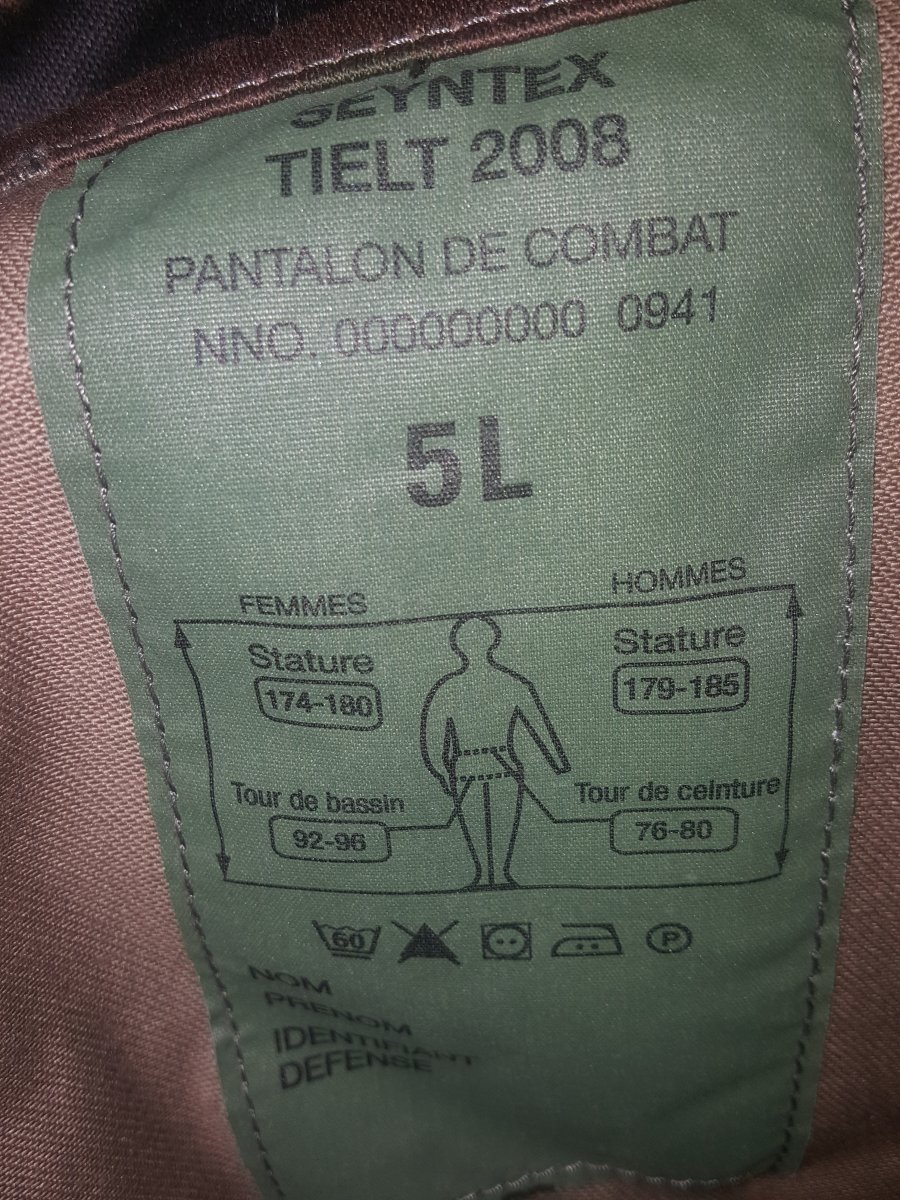 SEYNTEX
TIELT 2008
PANTALON DE COMBAT
NNO. 000000000 0941
5L
FEMMES HOMMES
Stature Stature
174-180 179-185
Tour de bassin Tour de ceinture
92-96 76-80
60 P
NOM
PRENOM
IDENTIFIANT
DEFENSE